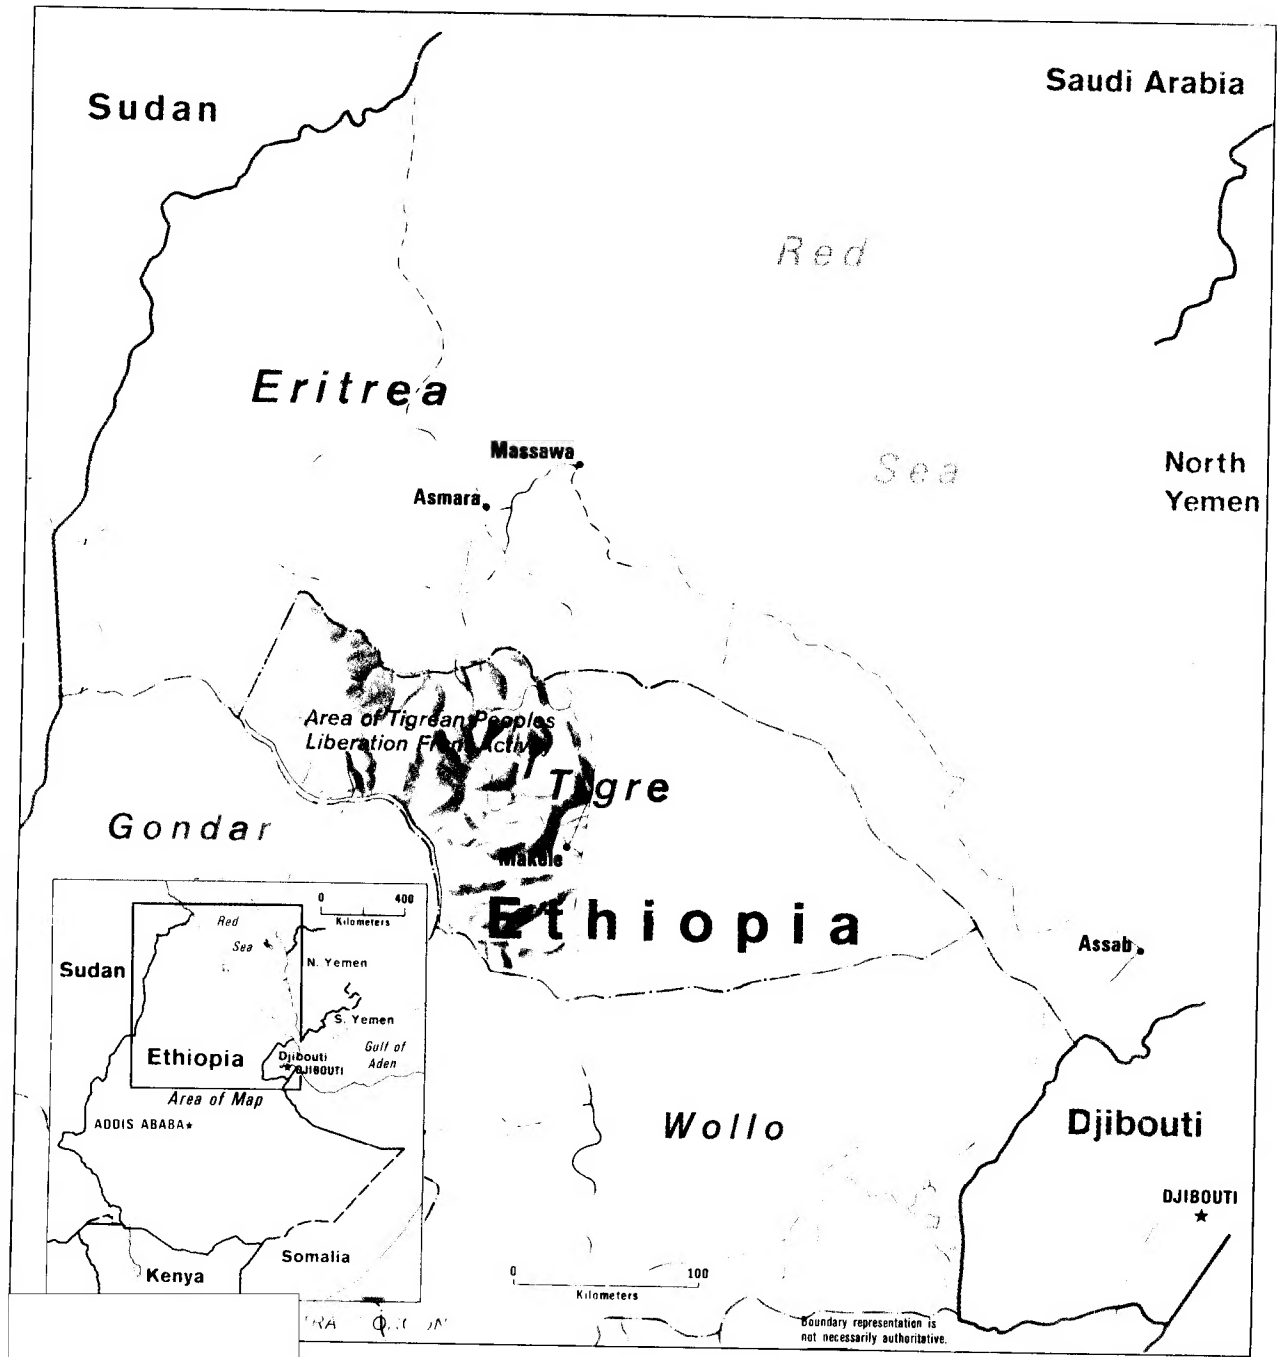 Sudan
Saudi Arabia
Red
Eritrea
Massawa
Sea
North
Yemen
Asmara
Area of Tigrean Peoples
Liberation Front Activity
Tigre
Gondar
Makele
Ethiopia
Assab
0 400
Kilometers
Red
Sea
Sudan
N. Yemen
S. Yemen
Gulf of
Aden
Ethiopia
Djibouti
DJIBOUTI
Area of Map
ADDIS ABABA
Somalia
Kenya
Wollo
Djibouti
DJIBOUTI
0 100
Kilometers
Boundary representation is
not necessarily authoritative.